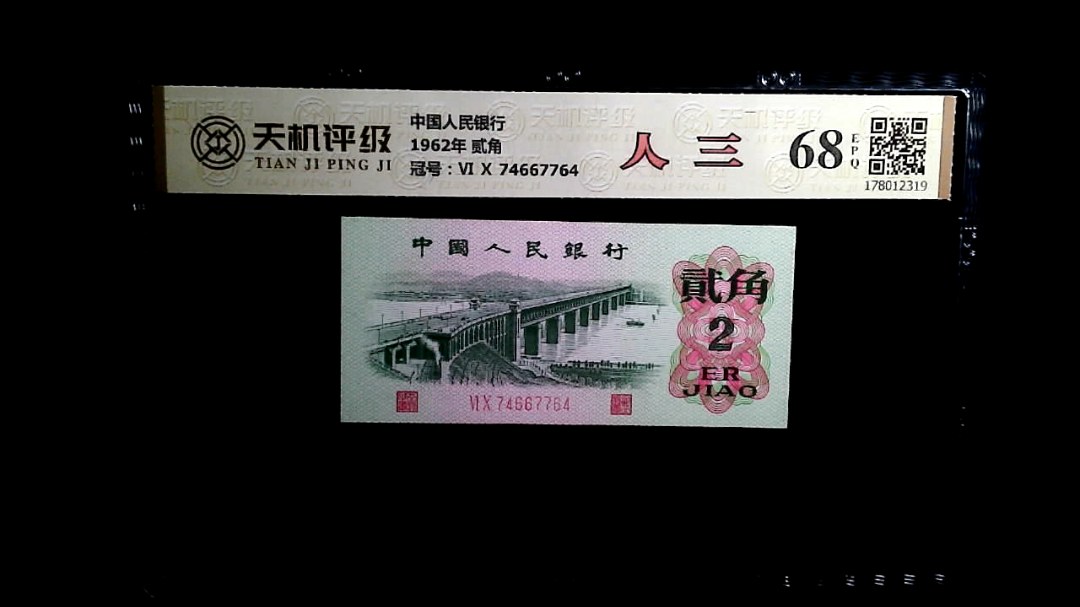 天机评级
TIAN JI PING JI
中国人民银行
1962年 贰角
冠号：VI X 74667764
人三
68
EPQ
178012319
中國人民銀行
貳角
2
ER
JIAO
VI X 74667764